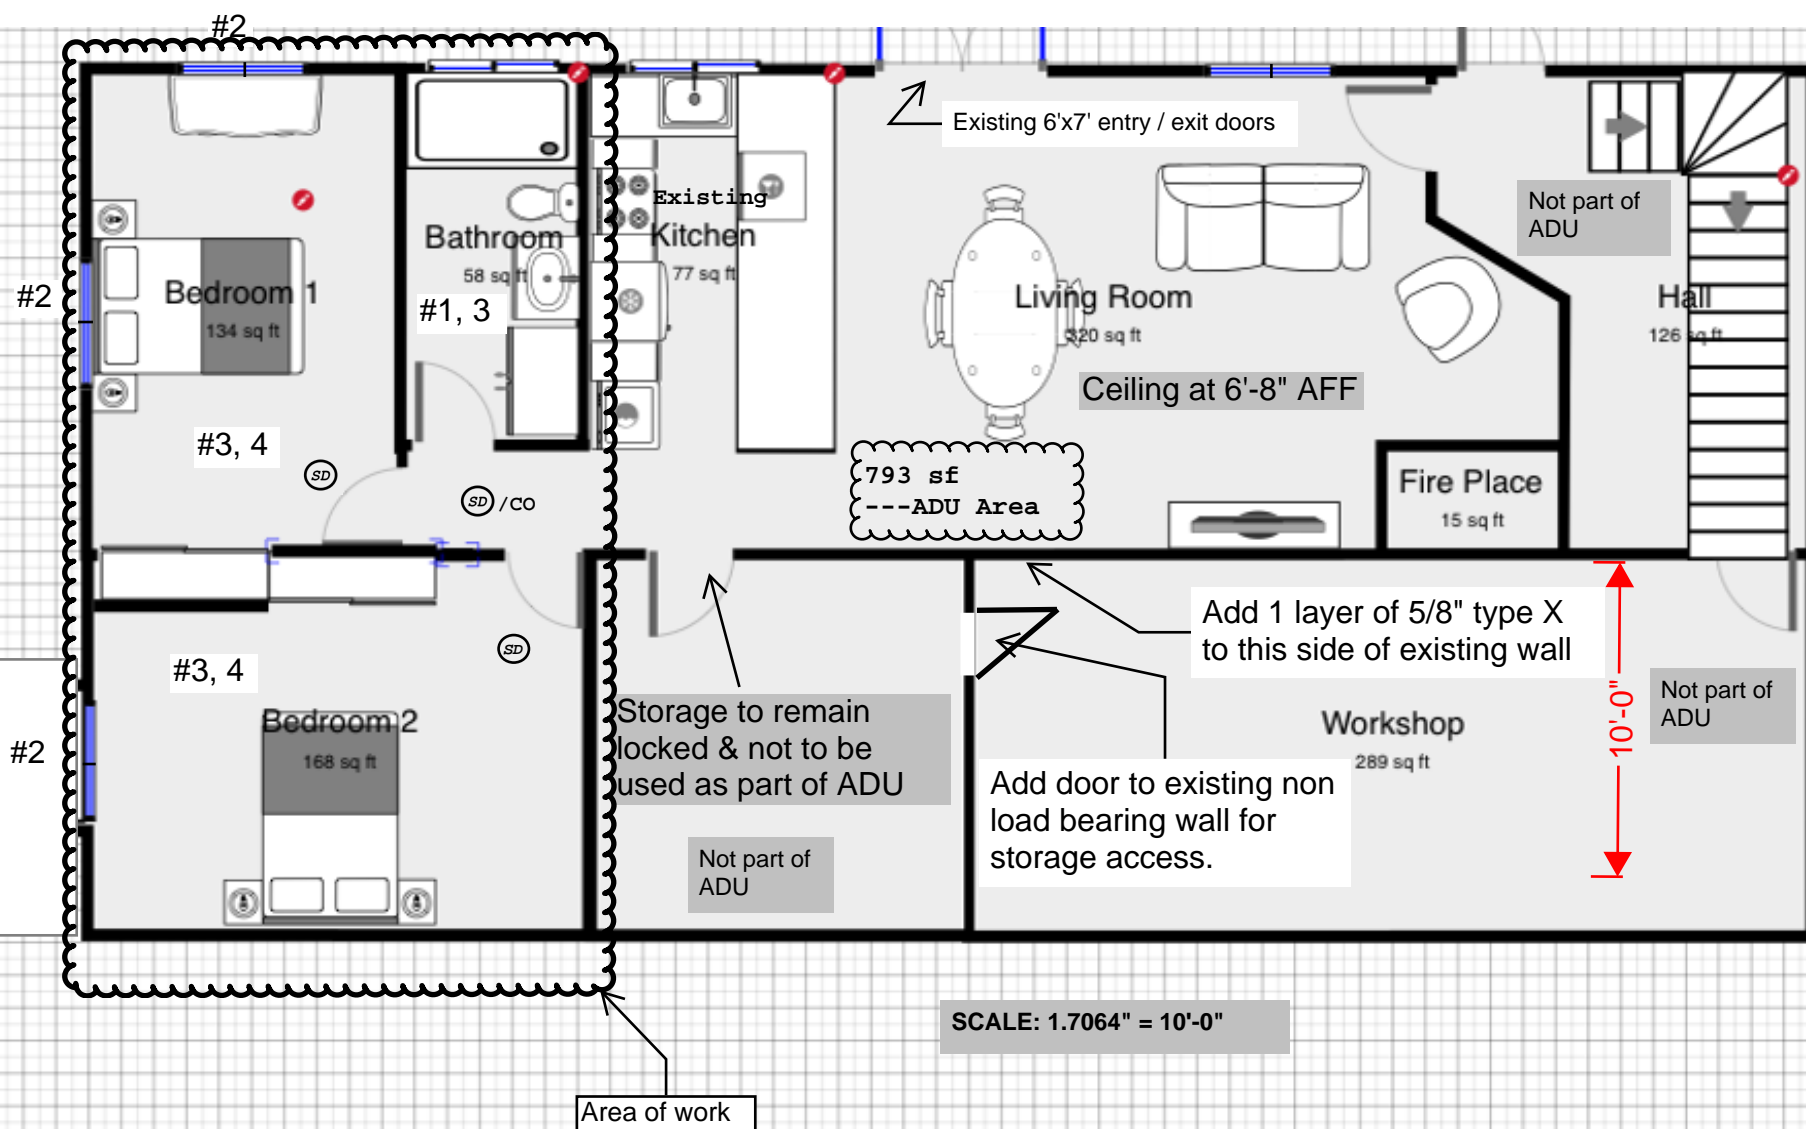 #2
Existing 6'x7' entry / exit doors
Existing
Kitchen
77 sq ft
Bathroom
58 sq ft
#1, 3
#2
Bedroom 1
134 sq ft
#3, 4
SD
SD /CO
Living Room
320 sq ft
Ceiling at 6'-8" AFF
793 sf
---ADU Area
Not part of
ADU
Hall
126 sq ft
Fire Place
15 sq ft
SD
#3, 4
#2
Bedroom 2
168 sq ft
Storage to remain
locked & not to be
used as part of ADU
Not part of
ADU
Add 1 layer of 5/8" type X
to this side of existing wall
Add door to existing non
load bearing wall for
storage access.
Workshop
289 sq ft
10'-0"
Not part of
ADU
SCALE: 1.7064" = 10'-0"
Area of work